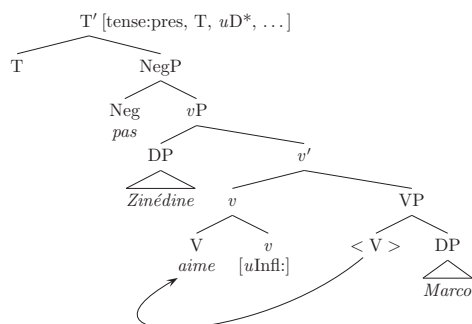 T′ [tense:pres, T, uD*, . . . ]
T NegP
Neg vP
pas
DP v′
Zinédine v VP
V v < V > DP
aime [uInfl:] Marco